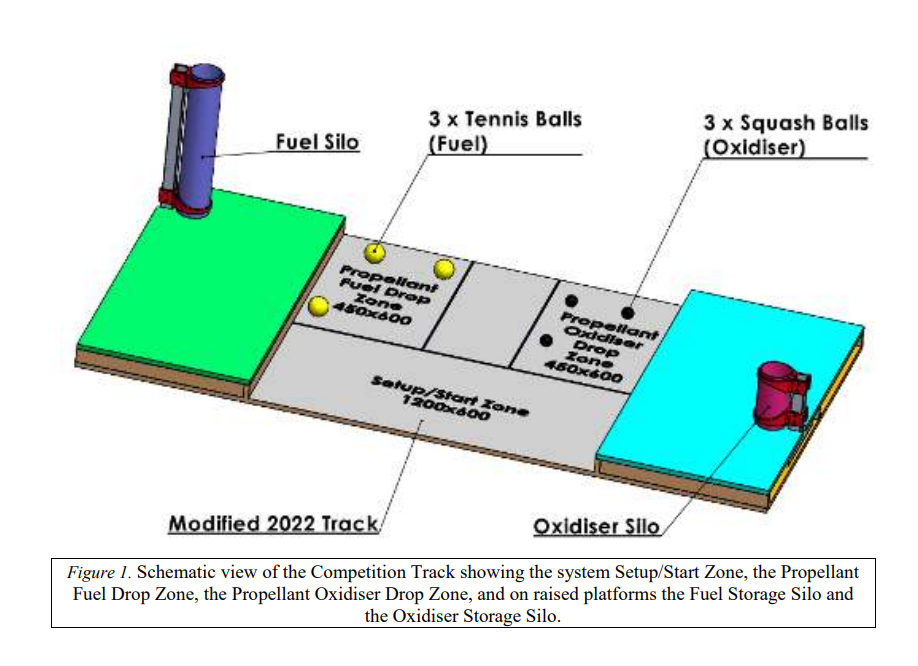 3 x Tennis Balls
(Fuel)
3 x Squash Balls
(Oxidiser)
Fuel Silo
Propellant
Fuel Drop
Zone
450x600
Propellant
Oxidiser
Drop
Zone
450x600
Setup/Start Zone
1200x600
Modified 2022 Track
Oxidiser Silo
Figure 1. Schematic view of the Competition Track showing the system Setup/Start Zone, the Propellant
Fuel Drop Zone, the Propellant Oxidiser Drop Zone, and on raised platforms the Fuel Storage Silo and
the Oxidiser Storage Silo.